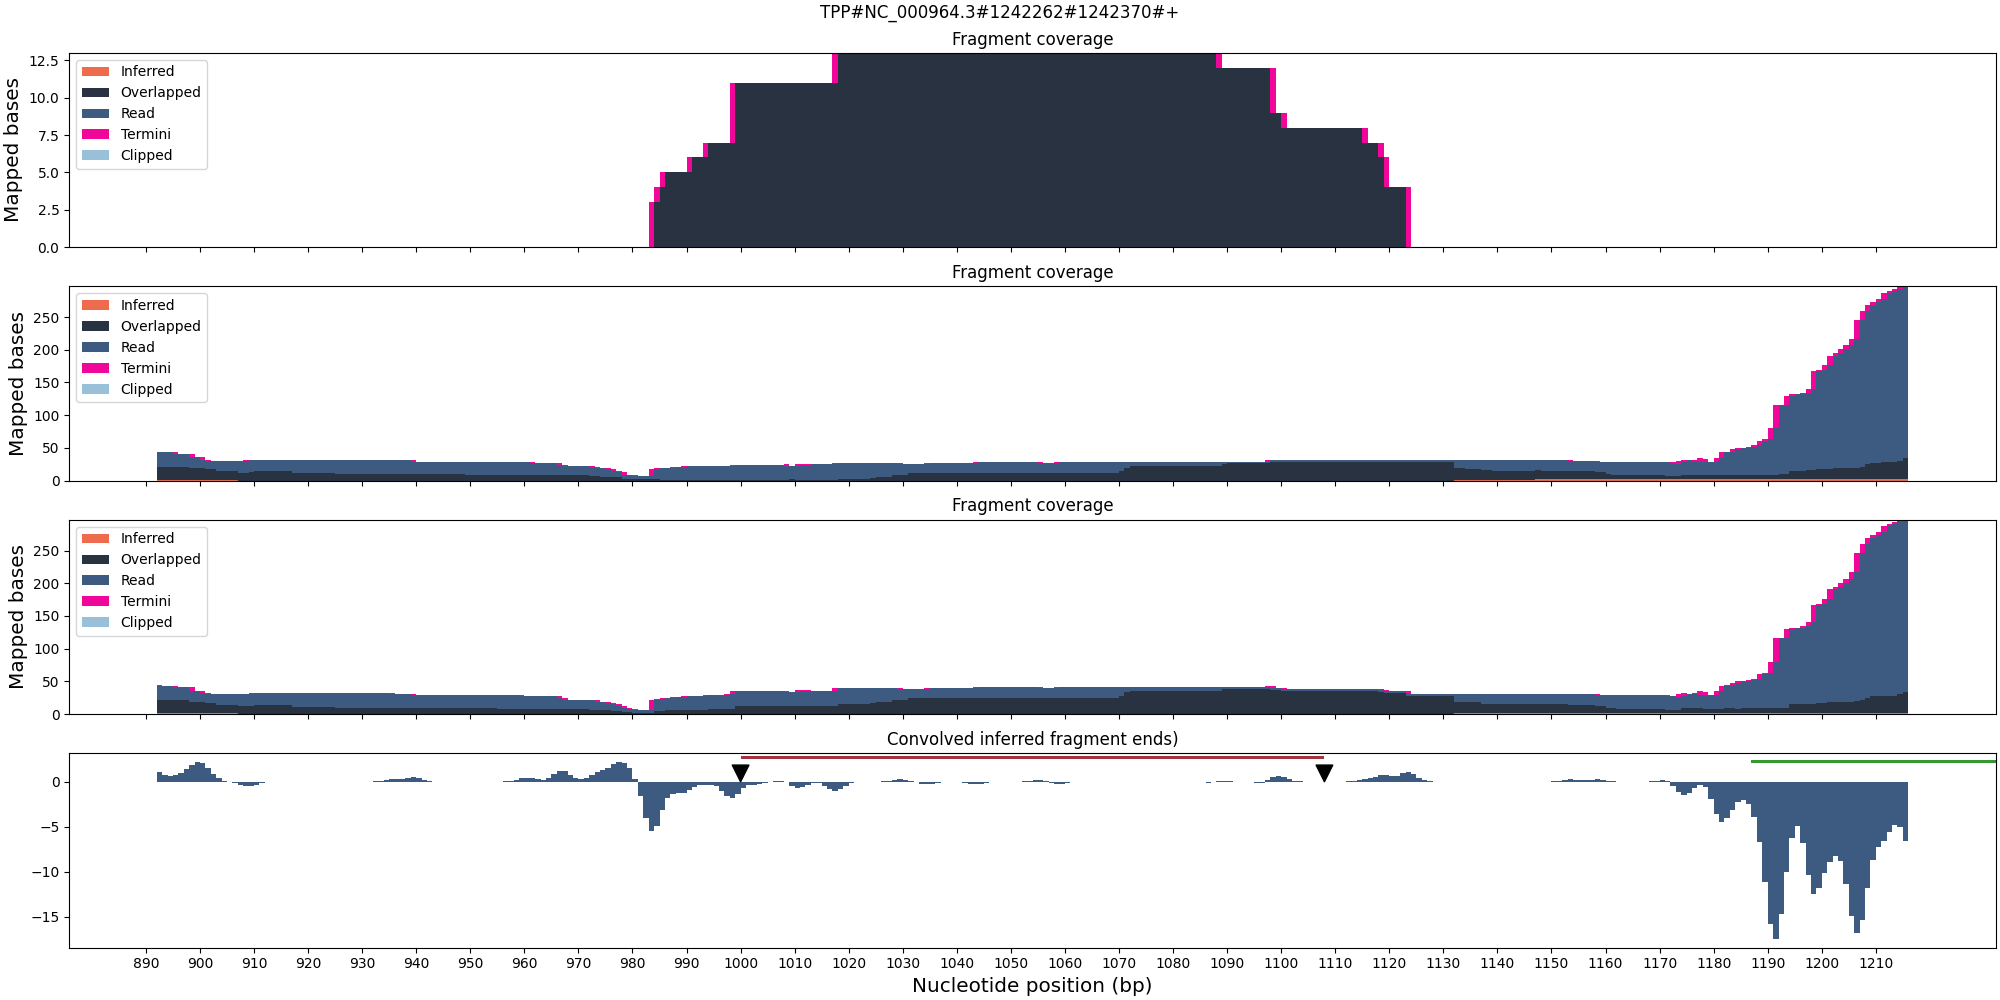 TPP#NC_000964.3#1242262#1242370#+
Fragment coverage
Mapped bases
12.5
10.0
7.5
5.0
2.5
0.0
Inferred
Overlapped
Read
Termini
Clipped
Fragment coverage
Mapped bases
250
200
150
100
50
0
Inferred
Overlapped
Read
Termini
Clipped
Fragment coverage
Mapped bases
250
200
150
100
50
0
Inferred
Overlapped
Read
Termini
Clipped
Convolved inferred fragment ends)
0
−5
−10
−15
890 900 910 920 930 940 950 960 970 980 990 1000 1010 1020 1030 1040 1050 1060 1070 1080 1090 1100 1110 1120 1130 1140 1150 1160 1170 1180 1190 1200 1210
Nucleotide position (bp)